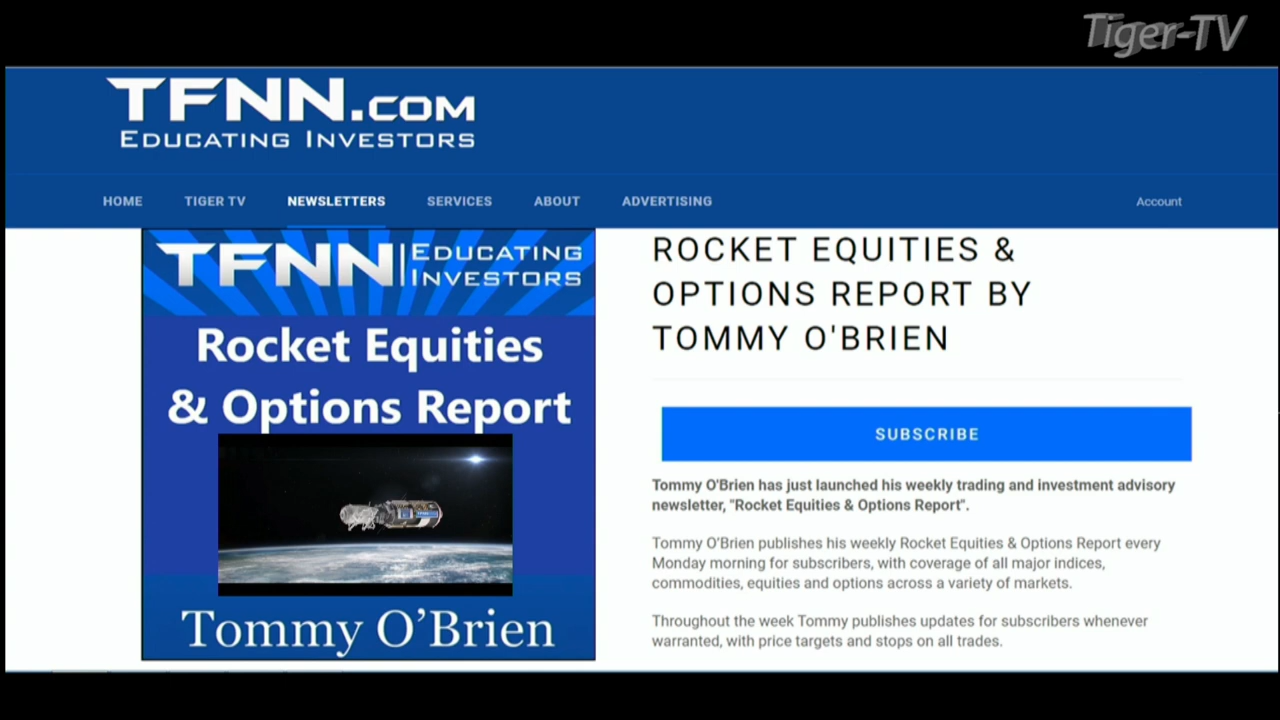 Tiger-TV
TFNN.COM
EDUCATING INVESTORS
HOME TIGER TV NEWSLETTERS SERVICES ABOUT ADVERTISING Account
TFNN EDUCATING
INVESTORS
Rocket Equities
& Options Report
Tommy O’Brien
ROCKET EQUITIES &
OPTIONS REPORT BY
TOMMY O'BRIEN
SUBSCRIBE
Tommy O'Brien has just launched his weekly trading and investment advisory
newsletter, "Rocket Equities & Options Report".
Tommy O'Brien publishes his weekly Rocket Equities & Options Report every
Monday morning for subscribers, with coverage of all major indices,
commodities, equities and options across a variety of markets.
Throughout the week Tommy publishes updates for subscribers whenever
warranted, with price targets and stops on all trades.